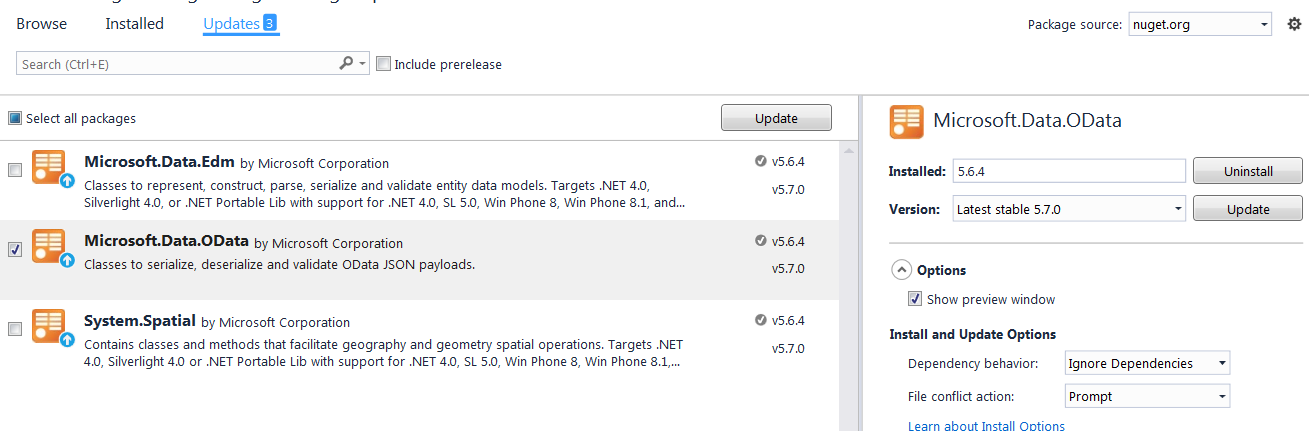 Browse Installed Updates 3 Package source: nuget.org
Search (Ctrl+E) Include prerelease
Select all packages Update
Microsoft.Data.Edm by Microsoft Corporation v5.6.4
Classes to represent, construct, parse, serialize and validate entity data models. Targets .NET 4.0, v5.7.0
Silverlight 4.0, or .NET Portable Lib with support for .NET 4.0, SL 5.0, Win Phone 8, Win Phone 8.1, and...
Microsoft.Data.OData by Microsoft Corporation v5.6.4
Classes to serialize, deserialize and validate OData JSON payloads. v5.7.0
System.Spatial by Microsoft Corporation v5.6.4
Contains classes and methods that facilitate geography and geometry spatial operations. Targets .NET v5.7.0
4.0, Silverlight 4.0 or .NET Portable Lib with support for .NET 4.0, SL 5.0, Win Phone 8, Win Phone 8.1,...
Microsoft.Data.OData
Installed: 5.6.4 Uninstall
Version: Latest stable 5.7.0 Update
Options
Show preview window
Install and Update Options
Dependency behavior: Ignore Dependencies
File conflict action: Prompt
Learn about Install Options